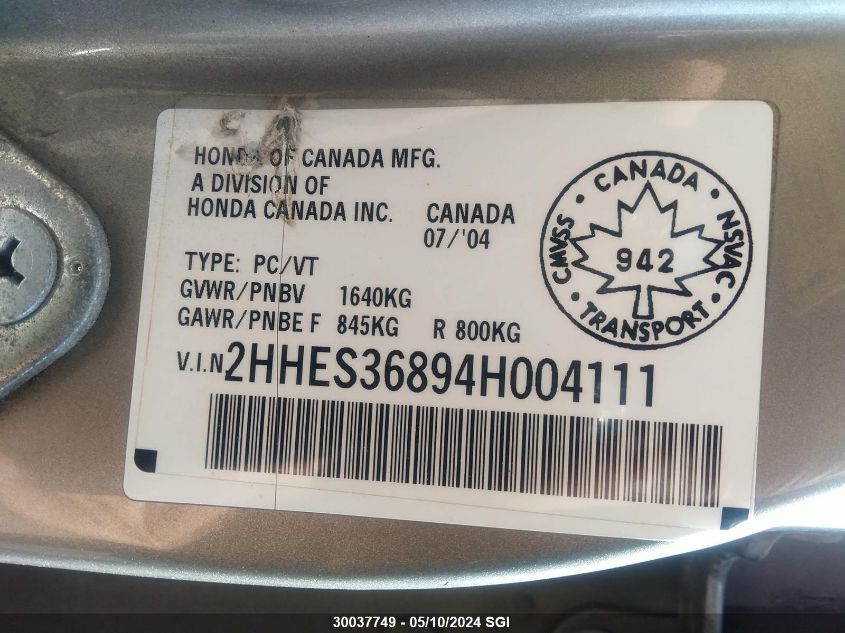 HONDA OF CANADA MFG.
A DIVISION OF
HONDA CANADA INC. CANADA
07/'04
TYPE: PC/VT
GVWR/PNBV 1640KG
GAWR/PNBE F 845KG R 800KG
V.I.N. 2HHES36894H004111
• CANADA •
CMVSS
NSVAC
942
• TRANSPORT •
30037749 - 05/10/2024 SGI